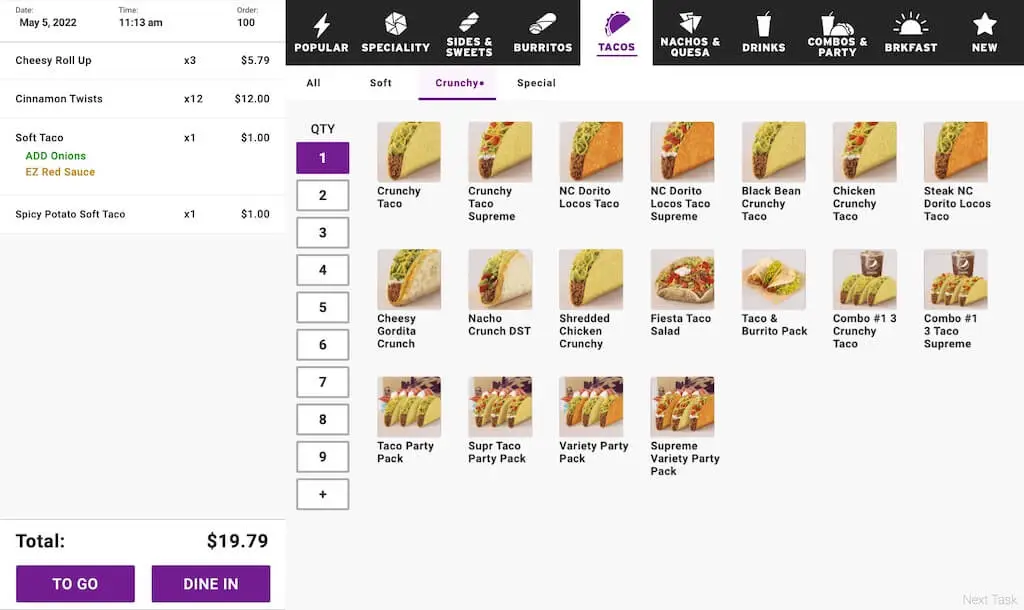 Date:
May 5, 2022
Time:
11:13 am
Order:
100
Cheesy Roll Up x3 $5.79
Cinnamon Twists x12 $12.00
Soft Taco x1 $1.00
ADD Onions
EZ Red Sauce
Spicy Potato Soft Taco x1 $1.00
Total: $19.79
TO GO
DINE IN
POPULAR
SPECIALITY
SIDES &
SWEETS
BURRITOS
TACOS
NACHOS &
QUESA
DRINKS
COMBOS &
PARTY
BRKFAST
NEW
All
Soft
Crunchy•
Special
QTY
1
2
3
4
5
6
7
8
9
+
Crunchy
Taco
Crunchy
Taco
Supreme
NC Dorito
Locos Taco
NC Dorito
Locos Taco
Supreme
Black Bean
Crunchy
Taco
Chicken
Crunchy
Taco
Steak NC
Dorito Locos
Taco
Cheesy
Gordita
Crunch
Nacho
Crunch DST
Shredded
Chicken
Crunchy
Fiesta Taco
Salad
Taco &
Burrito Pack
Combo #1 3
Crunchy
Taco
Combo #1
3 Taco
Supreme
Taco Party
Pack
Supr Taco
Party Pack
Variety Party
Pack
Supreme
Variety Party
Pack
Next Task